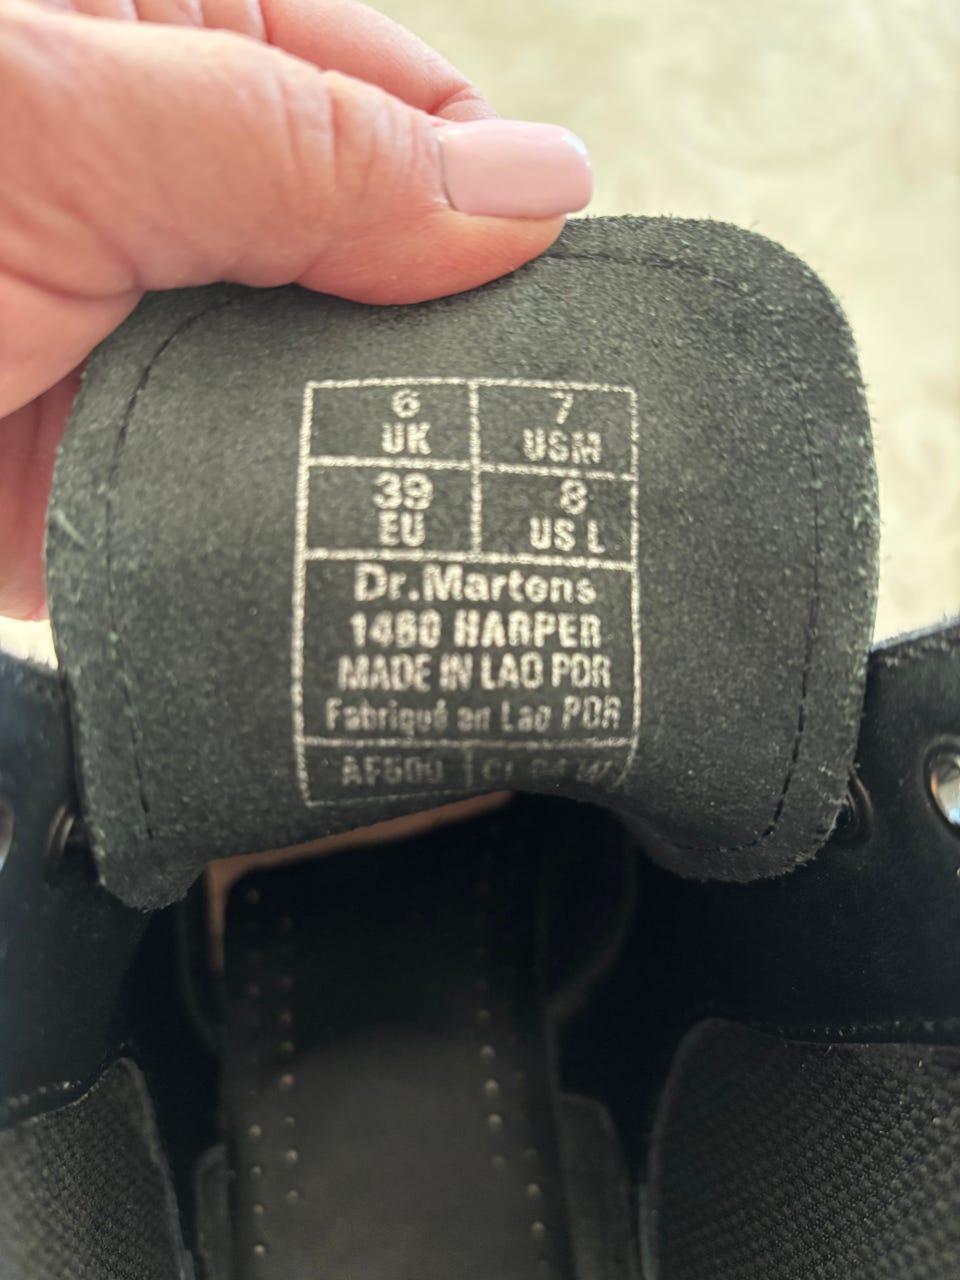 6
UK
7
USM
39
EU
8
US L
Dr.Martens
1460 HARPER
MADE IN LAO PDR
Fabriqué en Lao PDR